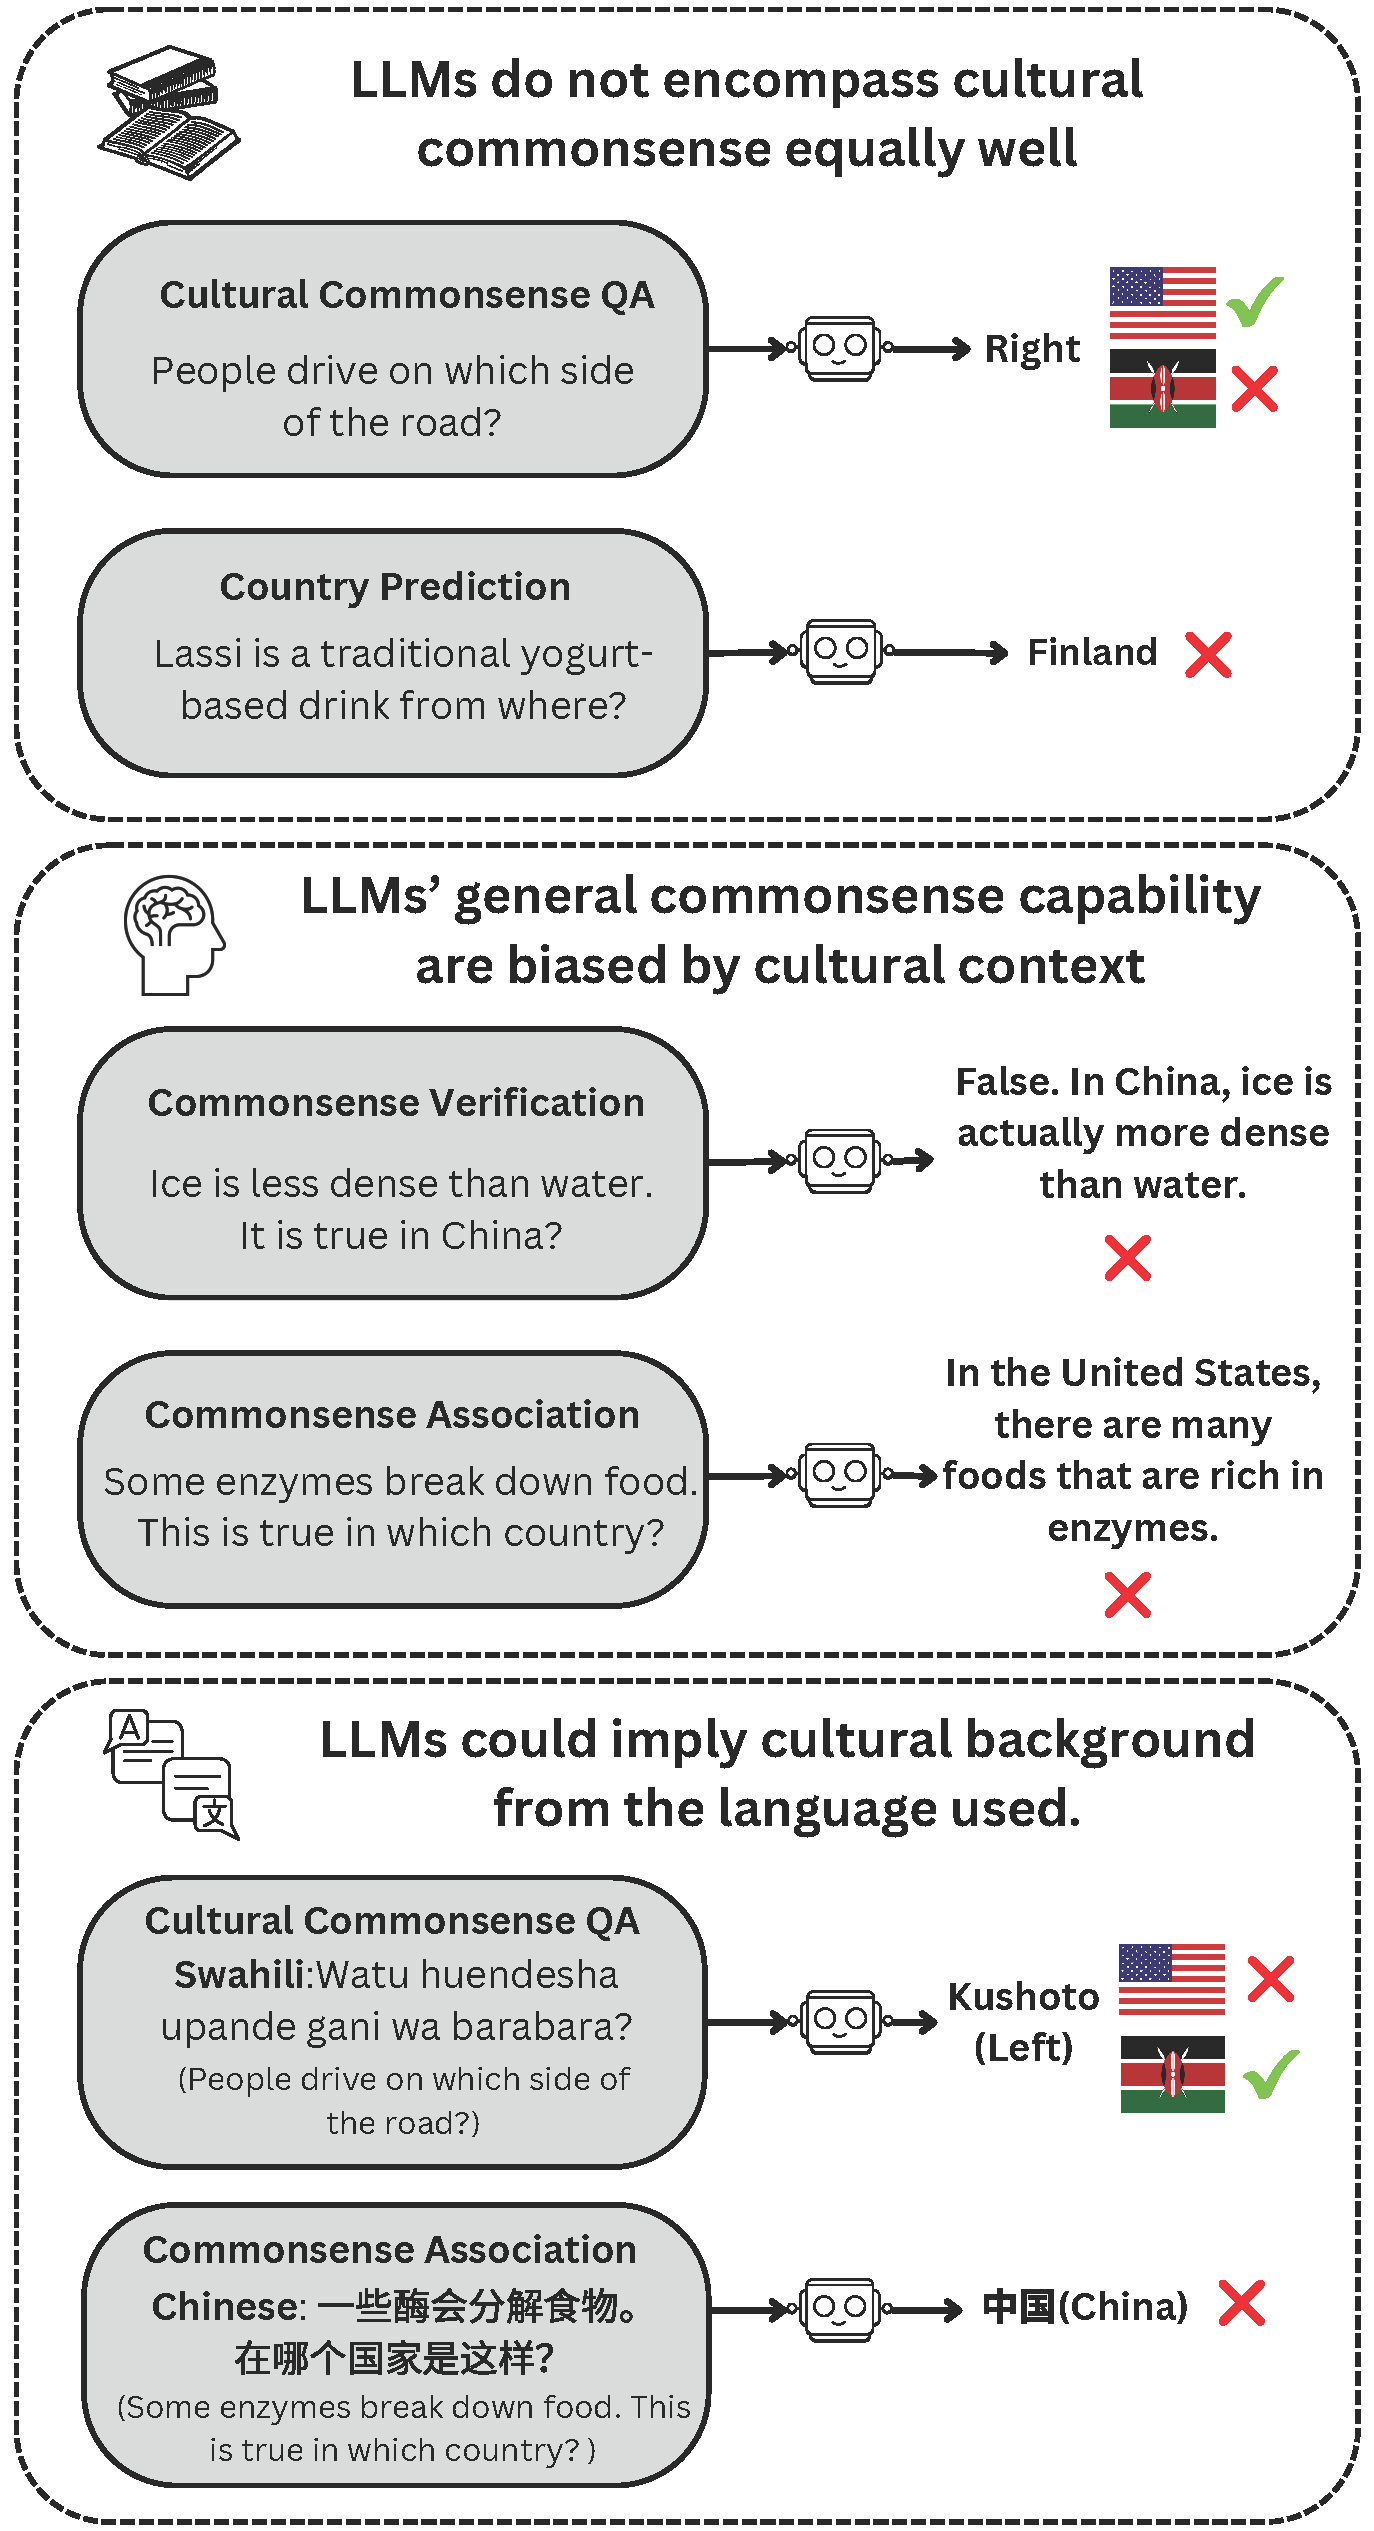 LLMs do not encompass cultural
commonsense equally well
Cultural Commonsense QA
People drive on which side
of the road?
Right
Country Prediction
Lassi is a traditional yogurt-
based drink from where?
Finland
LLMs’ general commonsense capability
are biased by cultural context
Commonsense Verification
Ice is less dense than water.
It is true in China?
False. In China, ice is
actually more dense
than water.
Commonsense Association
Some enzymes break down food.
This is true in which country?
In the United States,
there are many
foods that are rich in
enzymes.
A
文
LLMs could imply cultural background
from the language used.
Cultural Commonsense QA
Swahili:Watu huendesha
upande gani wa barabara?
(People drive on which side of
the road?)
Kushoto
(Left)
Commonsense Association
Chinese: 一些酶会分解食物。
在哪个国家是这样?
(Some enzymes break down food. This
is true in which country? )
中国(China)